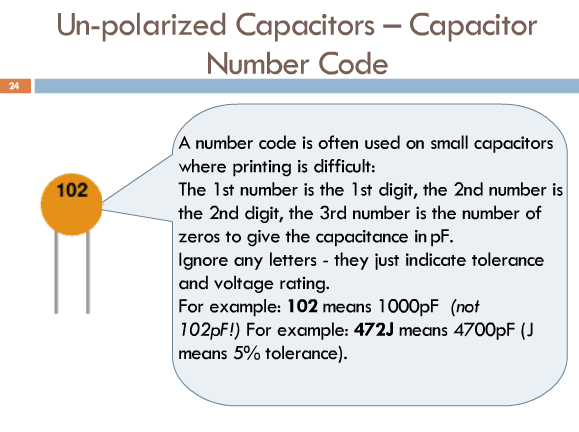 Un-polarized Capacitors – Capacitor
Number Code
24
102
A number code is often used on small capacitors
where printing is difficult:
The 1st number is the 1st digit, the 2nd number is
the 2nd digit, the 3rd number is the number of
zeros to give the capacitance in pF.
Ignore any letters - they just indicate tolerance
and voltage rating.
For example: 102 means 1000pF (not
102pF!) For example: 472J means 4700pF (J
means 5% tolerance).